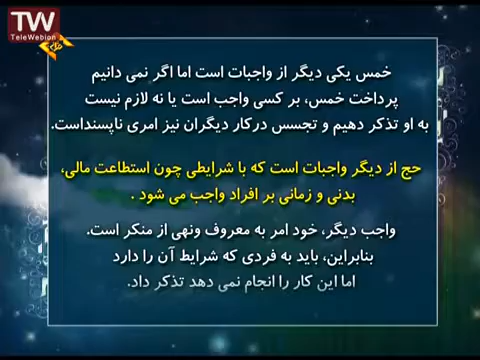 TW
TeleWebion
خمس یکی دیگر از واجبات است اما اگر نمی دانیم
پرداخت خمس، بر کسی واجب است یا نه لازم نیست
به او تذکر دهیم و تجسس درکار دیگران نیز امری ناپسنداست.
حج از دیگر واجبات است که با شرایطی چون استطاعت مالی،
بدنی و زمانی بر افراد واجب می شود .
واجب دیگر، خود امر به معروف ونهی از منکر است.
بنابراین، باید به فردی که شرایط آن را دارد
اما این کار را انجام نمی دهد تذکر داد.